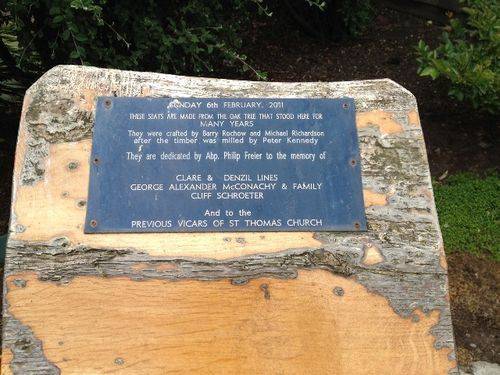 SUNDAY 6th FEBRUARY, 2011
THESE SEATS ARE MADE FROM THE OAK TREE THAT STOOD HERE FOR
MANY YEARS
They were crafted by Barry Rochow and Michael Richardson
after the timber was milled by Peter Kennedy
They are dedicated by Abp. Philip Freier to the memory of
CLARE & DENZIL LINES
GEORGE ALEXANDER McCONACHY & FAMILY
CLIFF SCHROETER
And to the
PREVIOUS VICARS OF ST THOMAS CHURCH